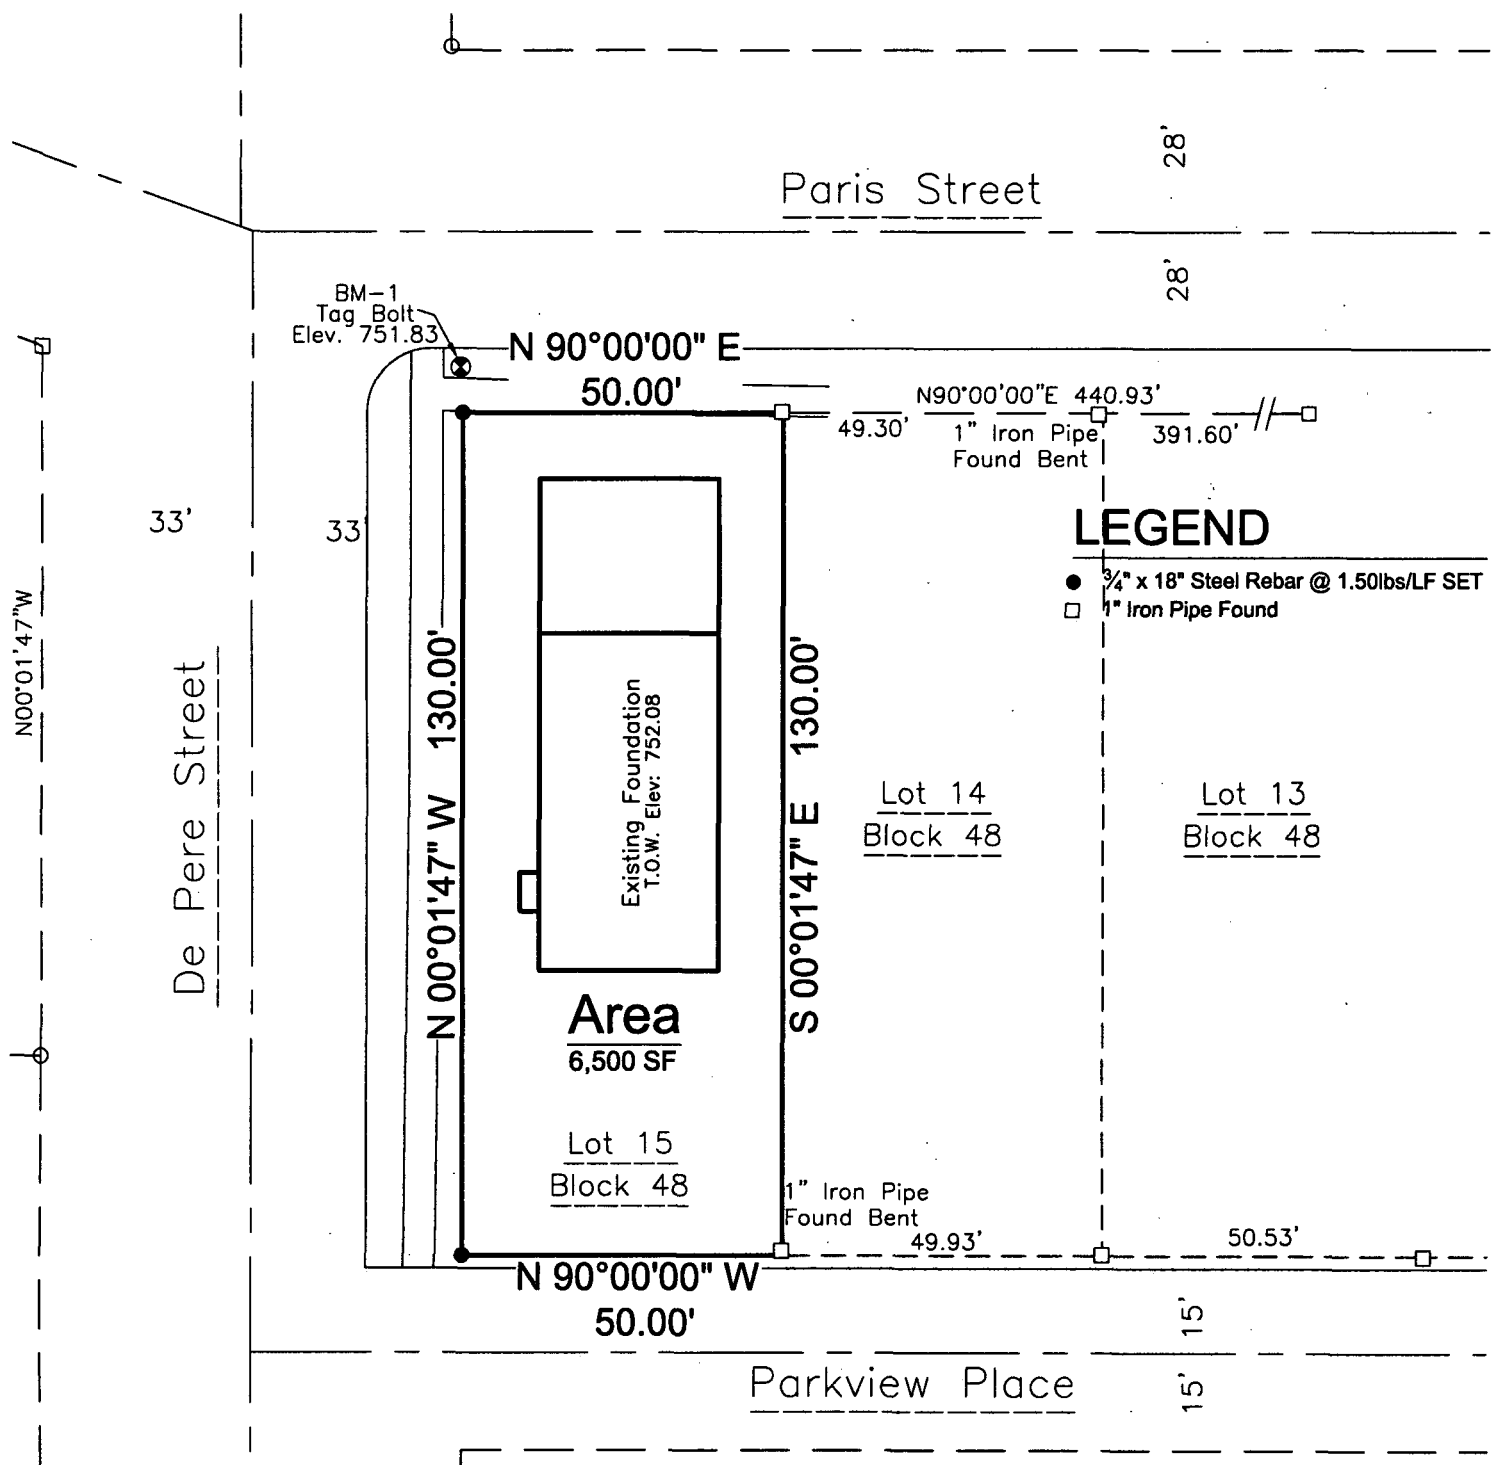 28'
Paris Street
28'
BM-1
Tag Bolt
Elev. 751.83
N 90°00'00" E
50.00'
N90°00'00"E 440.93'
49.30'
1" Iron Pipe
Found Bent
391.60'
33'
33'
LEGEND
3/4" x 18" Steel Rebar @ 1.50lbs/LF SET
1" Iron Pipe Found
N00°01'47"W
De Pere Street
N 00°01'47" W 130.00'
Existing Foundation
T.O.W. Elev: 752.08
S 00°01'47" E 130.00'
Lot 14
Block 48
Lot 13
Block 48
Area
6,500 SF
Lot 15
Block 48
1" Iron Pipe
Found Bent
49.93'
50.53'
N 90°00'00" W
50.00'
15'
Parkview Place
15'